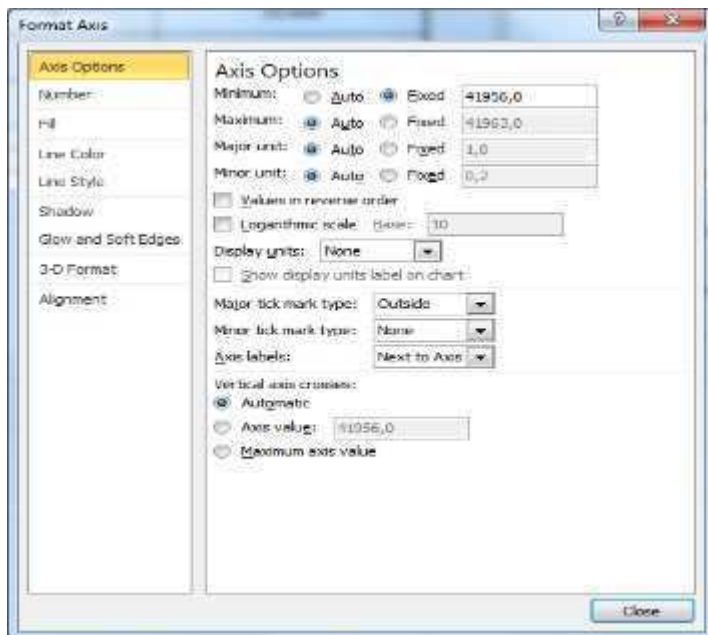 Format Axis
Axis Options
Number
Fill
Line Color
Line Style
Shadow
Glow and Soft Edges
3-D Format
Alignment
Axis Options
Minimum: Auto Fixed 41956,0
Maximum: Auto Fixed 41963,0
Major unit: Auto Fixed 1,0
Minor unit: Auto Fixed 0,2
Values in reverse order
Logarithmic scale Base: 10
Display units: None
Show display units label on chart
Major tick mark type: Outside
Minor tick mark type: None
Axis labels: Next to Axis
Vertical axis crosses:
Automatic
Axis value: 41956,0
Maximum axis value
Close